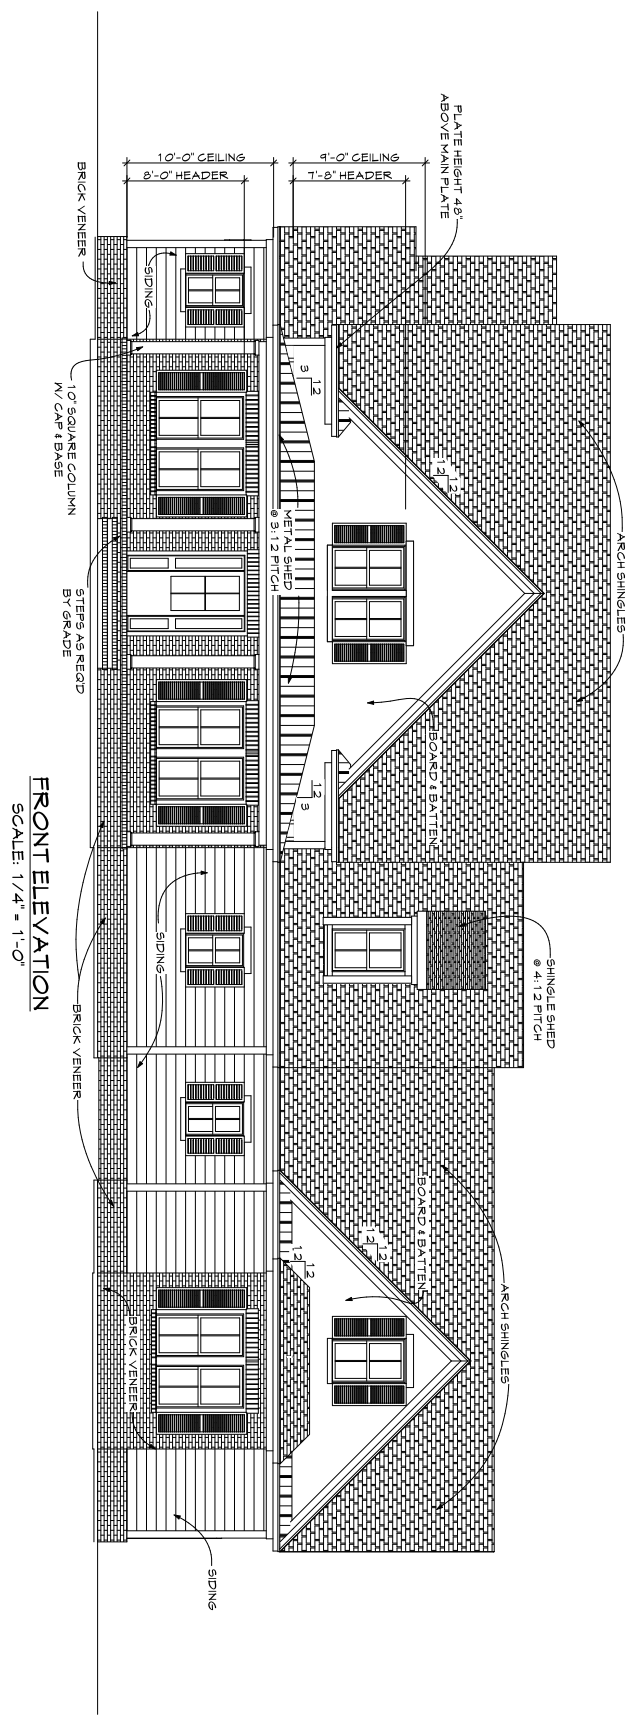 PLATE HEIGHT 48"
ABOVE MAIN PLATE
9'-0" CEILING
7'-8" HEADER
10'-0" CEILING
8'-0" HEADER
BRICK VENEER
SIDING
10" SQUARE COLUMN
W/ CAP & BASE
12
3
12
12
ARCH SHINGLES
METAL SHED
@ 3:12 PITCH
STEPS AS REQ'D
BY GRADE
BOARD & BATTEN
12
3
SHINGLE SHED
@ 4:12 PITCH
SIDING
BRICK VENEER
BOARD & BATTEN
12
12
12
12
ARCH SHINGLES
BRICK VENEER
SIDING
FRONT ELEVATION
SCALE: 1/4" = 1'-0"